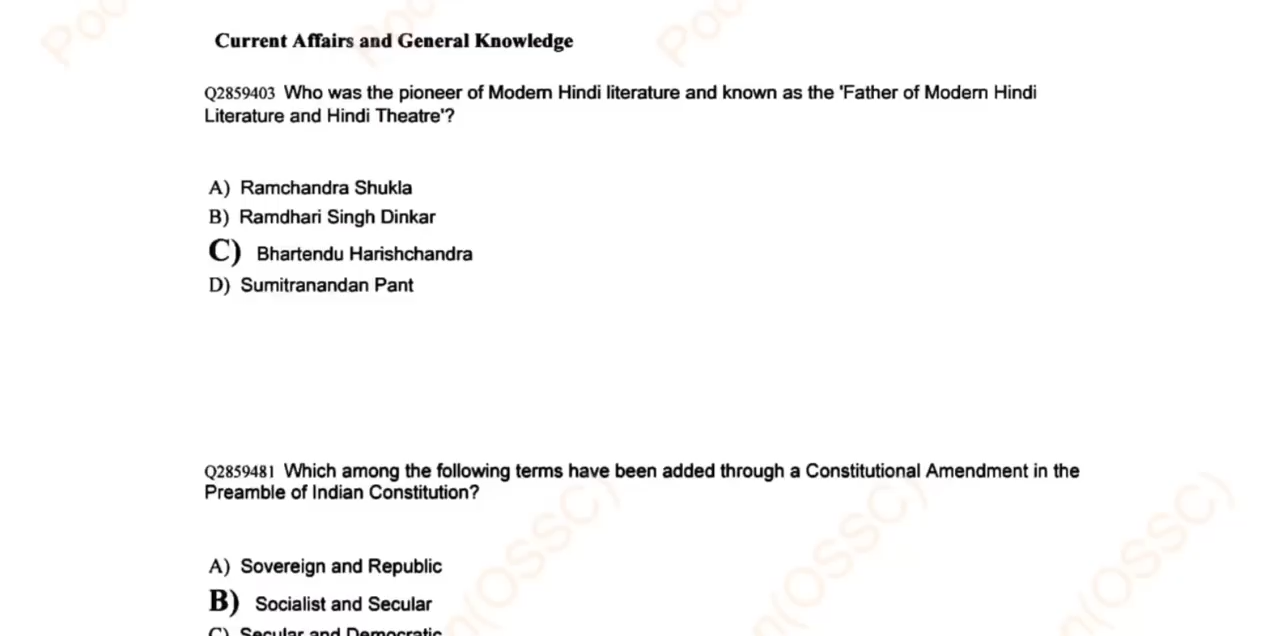 Current Affairs and General Knowledge
Q2859403 Who was the pioneer of Modern Hindi literature and known as the 'Father of Modern Hindi
Literature and Hindi Theatre'?
A) Ramchandra Shukla
B) Ramdhari Singh Dinkar
C) Bhartendu Harishchandra
D) Sumitranandan Pant
Q2859481 Which among the following terms have been added through a Constitutional Amendment in the
Preamble of Indian Constitution?
A) Sovereign and Republic
B) Socialist and Secular
C) Secular and Democratic